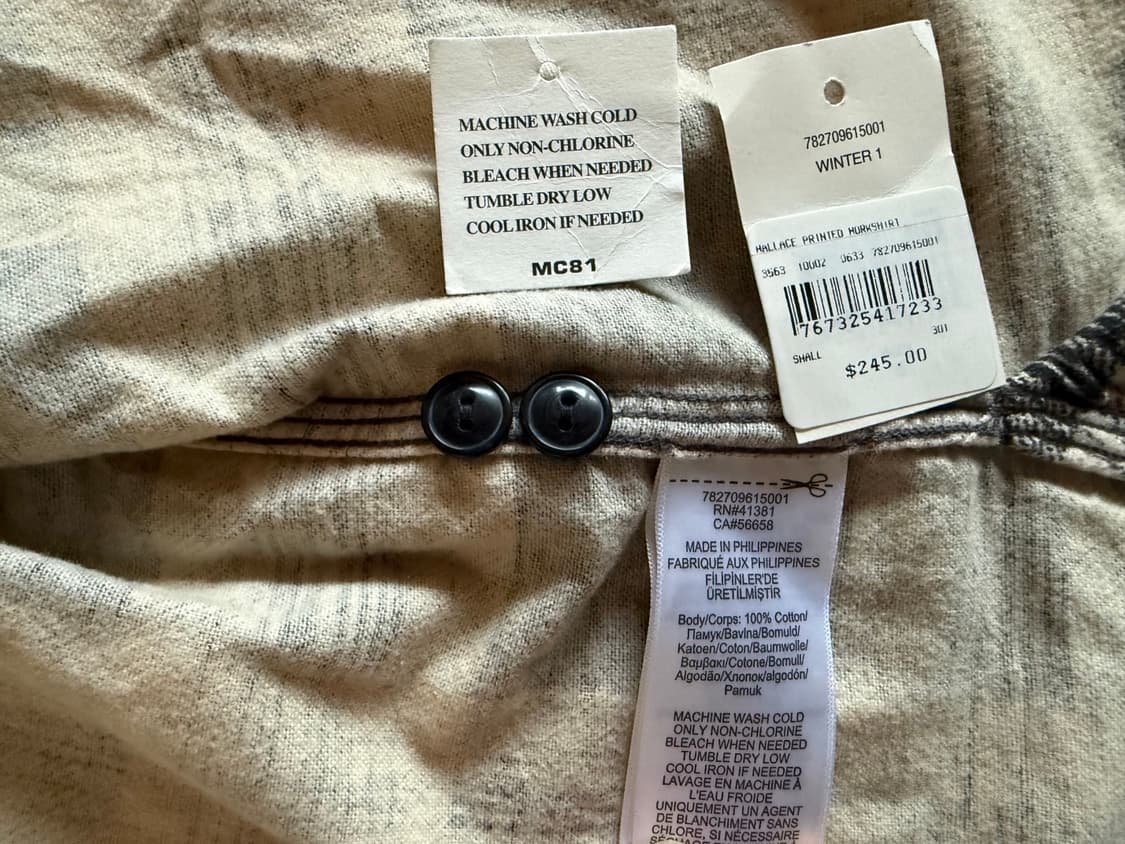 MACHINE WASH COLD
ONLY NON-CHLORINE
BLEACH WHEN NEEDED
TUMBLE DRY LOW
COOL IRON IF NEEDED
MC81
782709615001
WINTER 1
WALLACE PRINTED WORKSHIRT
3563 10002 0633 782709615001
767325417233
301
SMALL
$245.00
782709615001
RN#41381
CA#56658
MADE IN PHILIPPINES
FABRIQUÉ AUX PHILIPPINES
FİLİPİNLER'DE
ÜRETİLMİŞTİR
Body/Corps: 100% Cotton/
Памук/Bavlna/Bomuld/
Katoen/Coton/Baumwolle/
Βαμβακι/Cotone/Bomull/
Algodão/Хлопок/algodón/
Pamuk
MACHINE WASH COLD
ONLY NON-CHLORINE
BLEACH WHEN NEEDED
TUMBLE DRY LOW
COOL IRON IF NEEDED
LAVAGE EN MACHINE À
L'EAU FROIDE
UNIQUEMENT UN AGENT
DE BLANCHIMENT SANS
CHLORE, SI NÉCESSAIRE